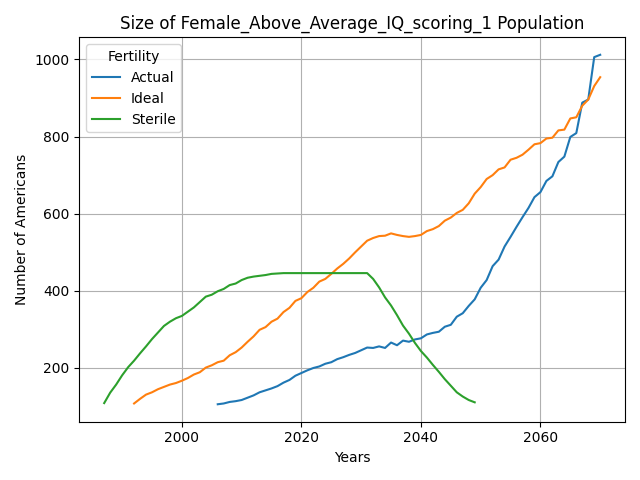 Size of Female_Above_Average_IQ_scoring_1 Population
Fertility
Actual
Ideal
Sterile
Number of Americans
1000
800
600
400
200
2000
2020
2040
2060
Years